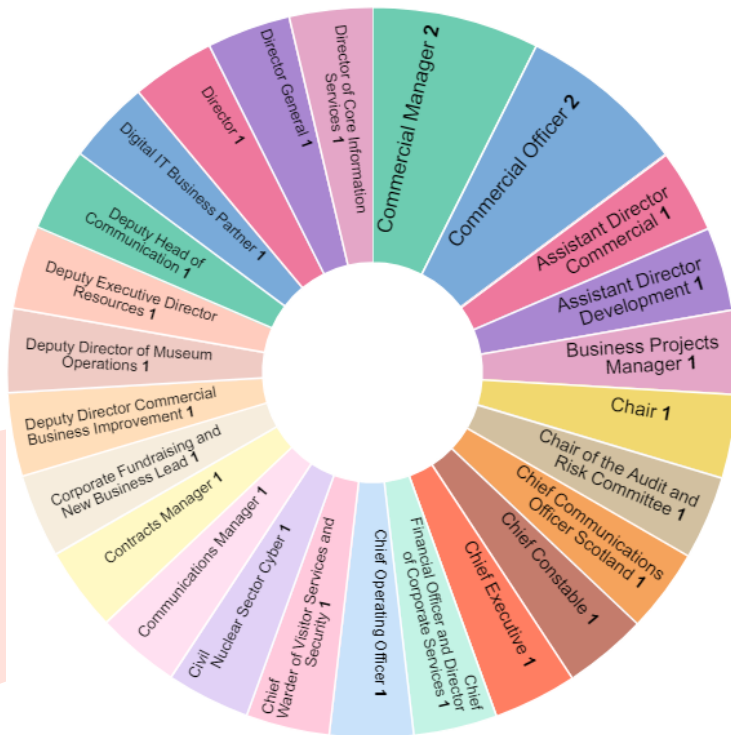 Commercial Manager 2
Commercial Officer 2
Assistant Director
Commercial 1
Assistant Director
Development 1
Business Projects
Manager 1
Chair 1
Chair of the Audit and
Risk Committee 1
Chief Communications
Officer Scotland 1
Chief Constable 1
Chief Executive 1
Chief
Financial Officer and Director
of Corporate Services 1
Chief Operating Officer 1
Chief
Warder of Visitor Services and
Security 1
Civil
Nuclear Sector Cyber 1
Communications Manager 1
Contracts Manager 1
Corporate Fundraising and
New Business Lead 1
Deputy Director Commercial
Business Improvement 1
Deputy Director of Museum
Operations 1
Deputy Executive Director
Resources 1
Deputy Head of
Communication 1
Digital IT Business Partner 1
Director 1
Director General 1
Director of Core Information
Services 1